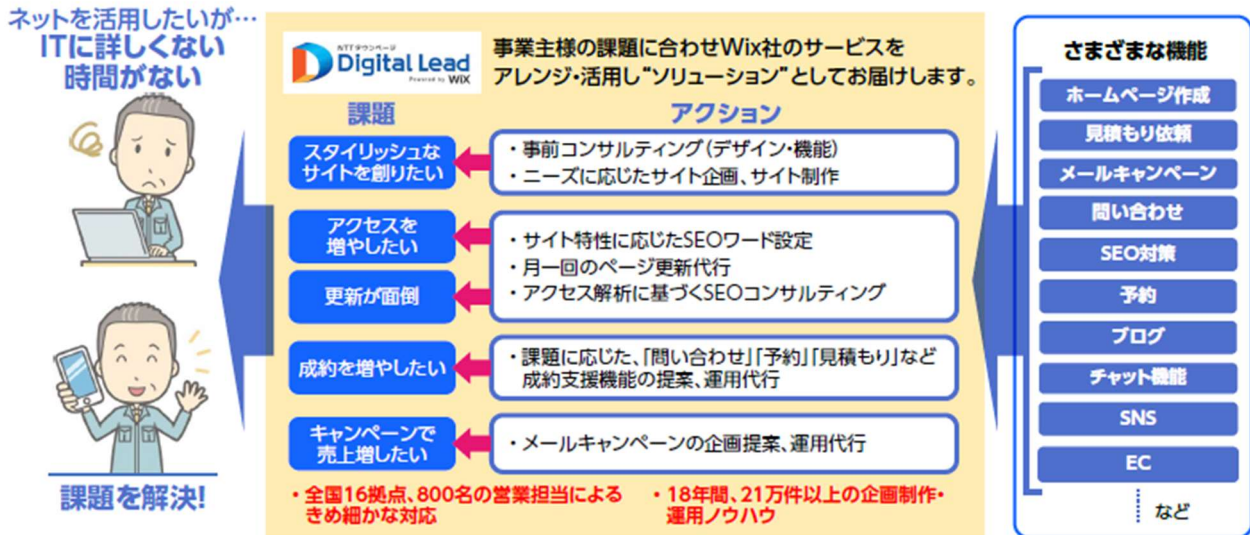 ネットを活用したいが…
ITに詳しくない
時間がない
課題を解決!
NTTタウンページ
Digital Lead
Powered by WiX
事業主様の課題に合わせWix社のサービスを
アレンジ・活用し“ソリューション”としてお届けします。
課題
アクション
スタイリッシュな
サイトを創りたい
・事前コンサルティング(デザイン・機能)
・ニーズに応じたサイト企画、サイト制作
アクセスを
増やしたい
更新が面倒
・サイト特性に応じたSEOワード設定
・月一回のページ更新代行
・アクセス解析に基づくSEOコンサルティング
成約を増やしたい
・課題に応じた、「問い合わせ」「予約」「見積もり」など
成約支援機能の提案、運用代行
キャンペーンで
売上増したい
・メールキャンペーンの企画提案、運用代行
・全国16拠点、800名の営業担当による
きめ細かな対応
・18年間、21万件以上の企画制作・
運用ノウハウ
さまざまな機能
ホームページ作成
見積もり依頼
メールキャンペーン
問い合わせ
SEO対策
予約
ブログ
チャット機能
SNS
EC
など